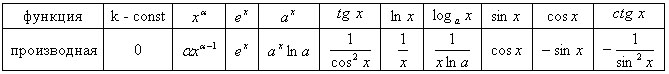 функция k - const x^α e^x a^x tg x ln x log_a x sin x cos x ctg x
производная 0 αx^(α-1) e^x a^x ln a 1/cos² x 1/x 1/(x ln a) cos x - sin x - 1/sin² x